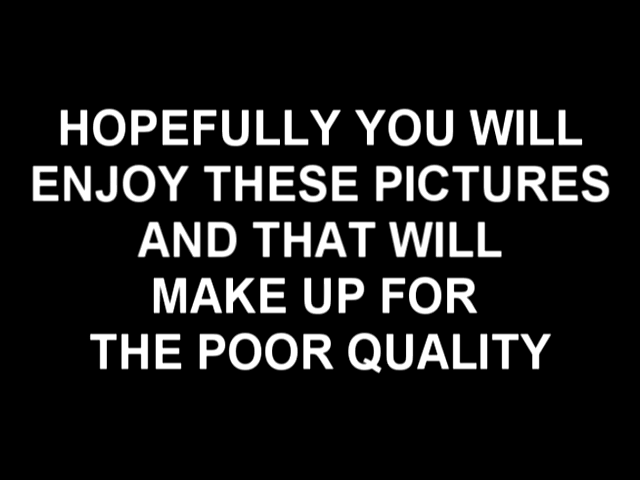 HOPEFULLY YOU WILL
ENJOY THESE PICTURES
AND THAT WILL
MAKE UP FOR
THE POOR QUALITY